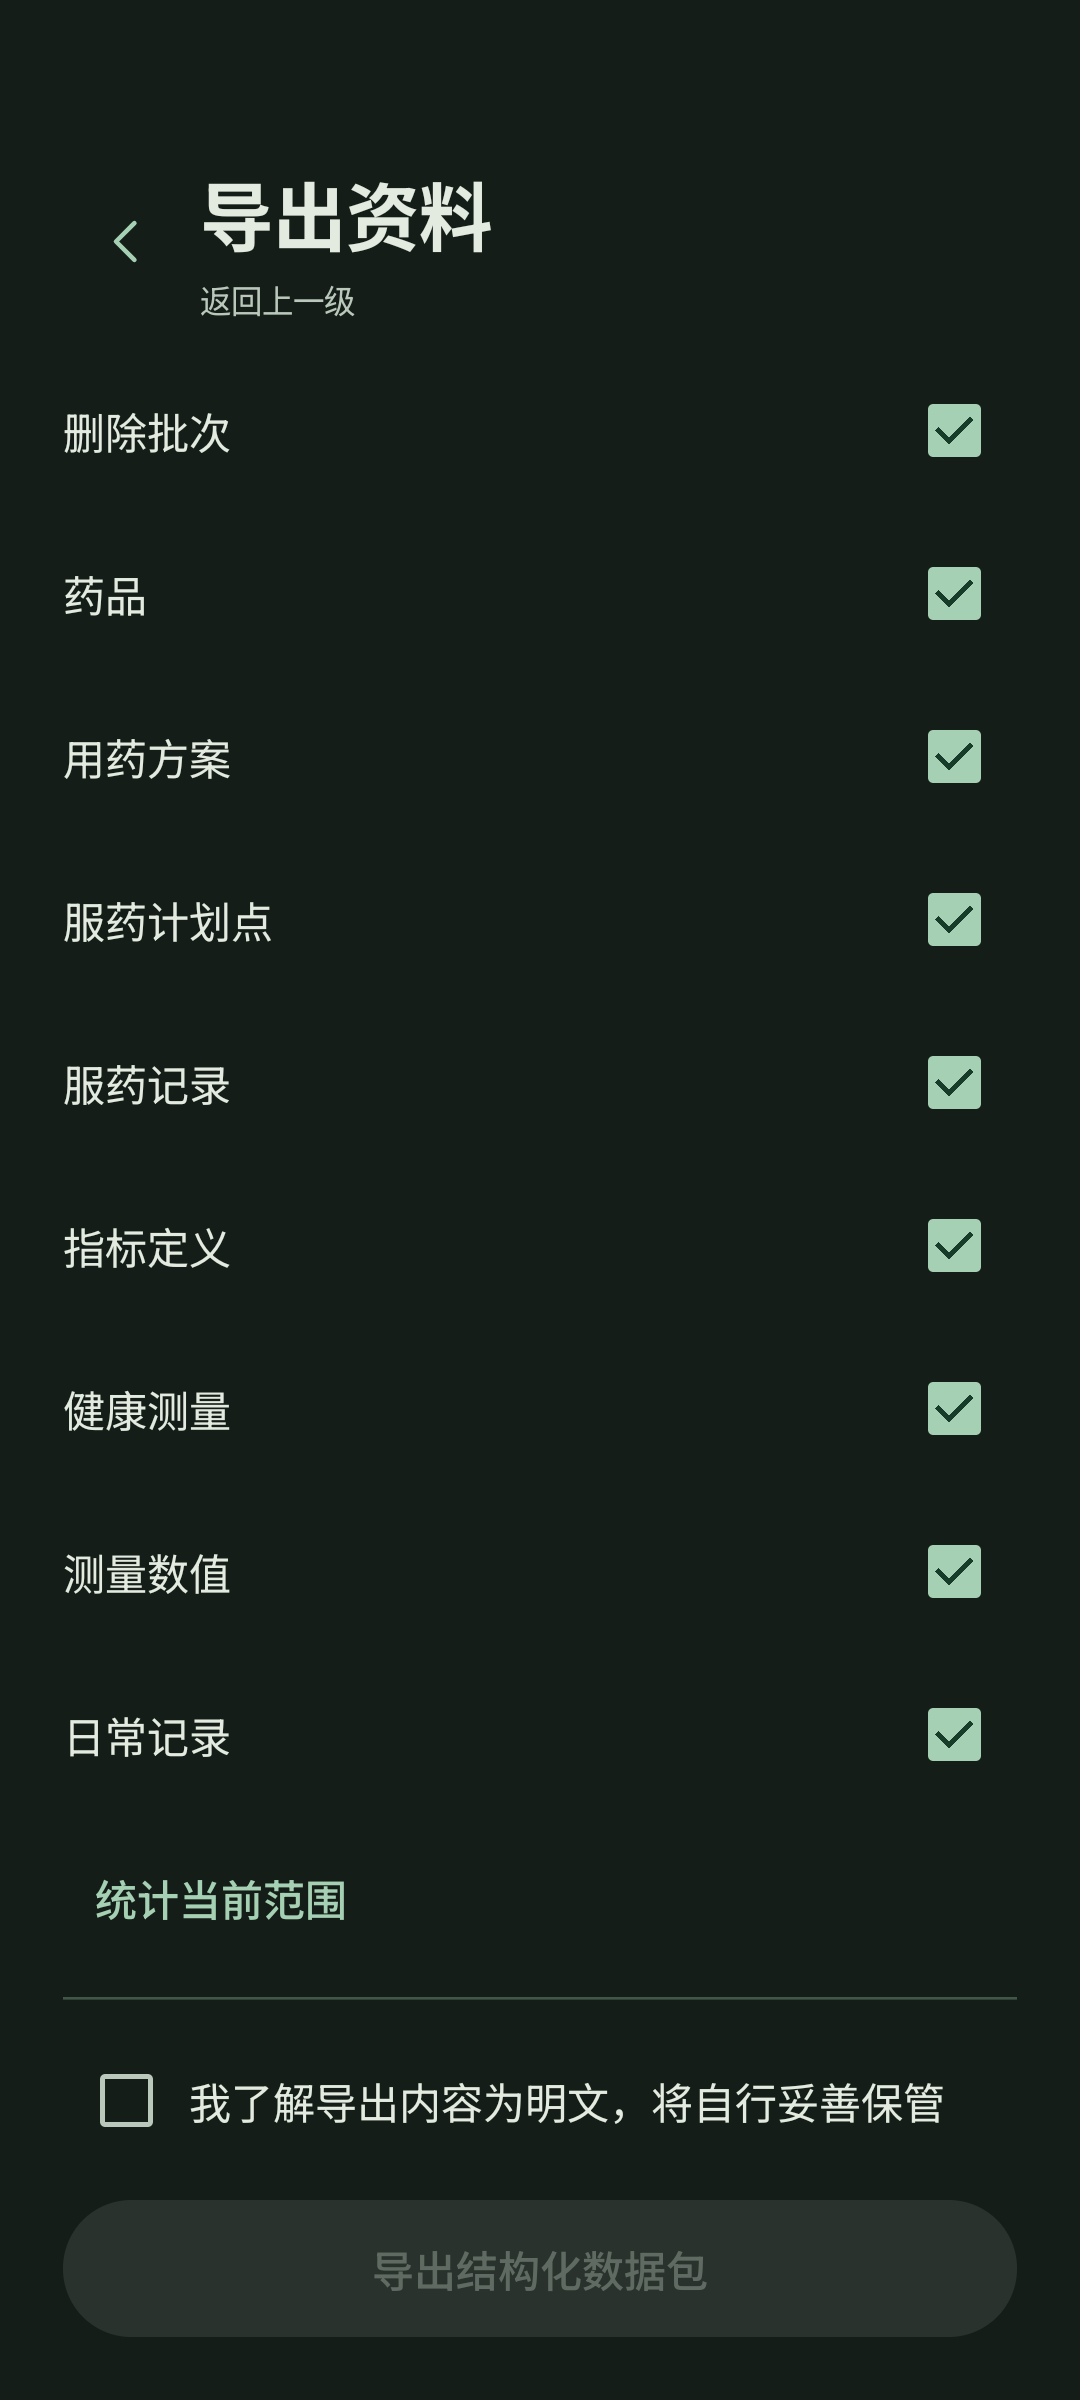 导出资料
返回上一级
删除批次
药品
用药方案
服药计划点
服药记录
指标定义
健康测量
测量数值
日常记录
统计当前范围
我了解导出内容为明文，将自行妥善保管
导出结构化数据包